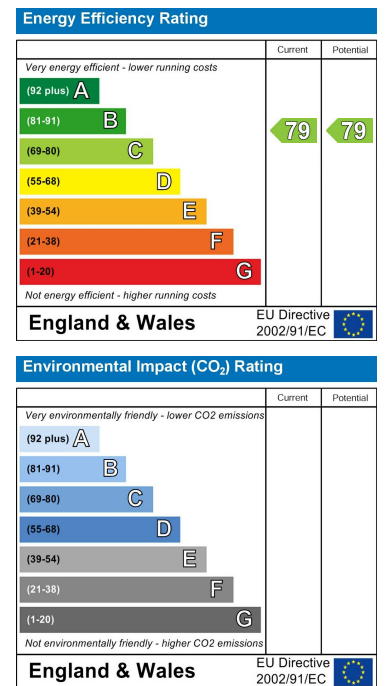 Energy Efficiency Rating
Current Potential
Very energy efficient - lower running costs
(92 plus) A
(81-91) B
(69-80) C
(55-68) D
(39-54) E
(21-38) F
(1-20) G
79 79
Not energy efficient - higher running costs
England & Wales
EU Directive
2002/91/EC
Environmental Impact (CO₂) Rating
Current Potential
Very environmentally friendly - lower CO2 emissions
(92 plus) A
(81-91) B
(69-80) C
(55-68) D
(39-54) E
(21-38) F
(1-20) G
Not environmentally friendly - higher CO2 emissions
England & Wales
EU Directive
2002/91/EC